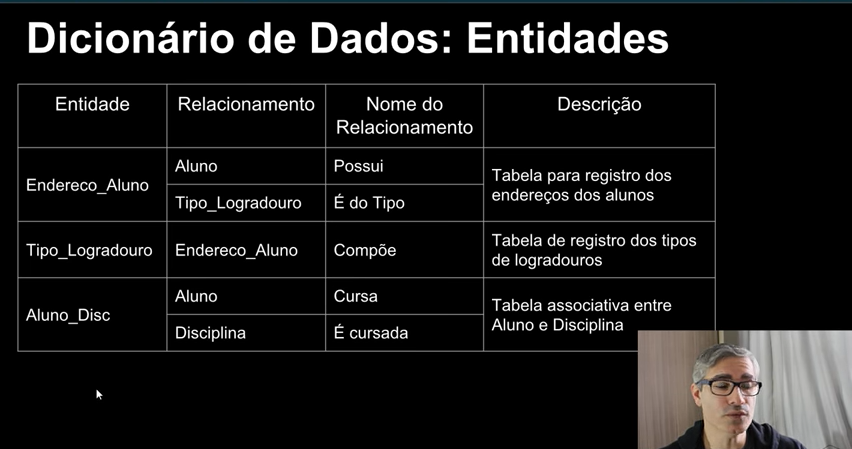 Dicionário de Dados: Entidades
Entidade
Relacionamento
Nome do
Relacionamento
Descrição
Endereco_Aluno
Aluno
Possui
Tabela para registro dos
endereços dos alunos
Tipo_Logradouro
É do Tipo
Tipo_Logradouro
Endereco_Aluno
Compõe
Tabela de registro dos tipos
de logradouros
Aluno_Disc
Aluno
Cursa
Tabela associativa entre
Aluno e Disciplina
Disciplina
É cursada